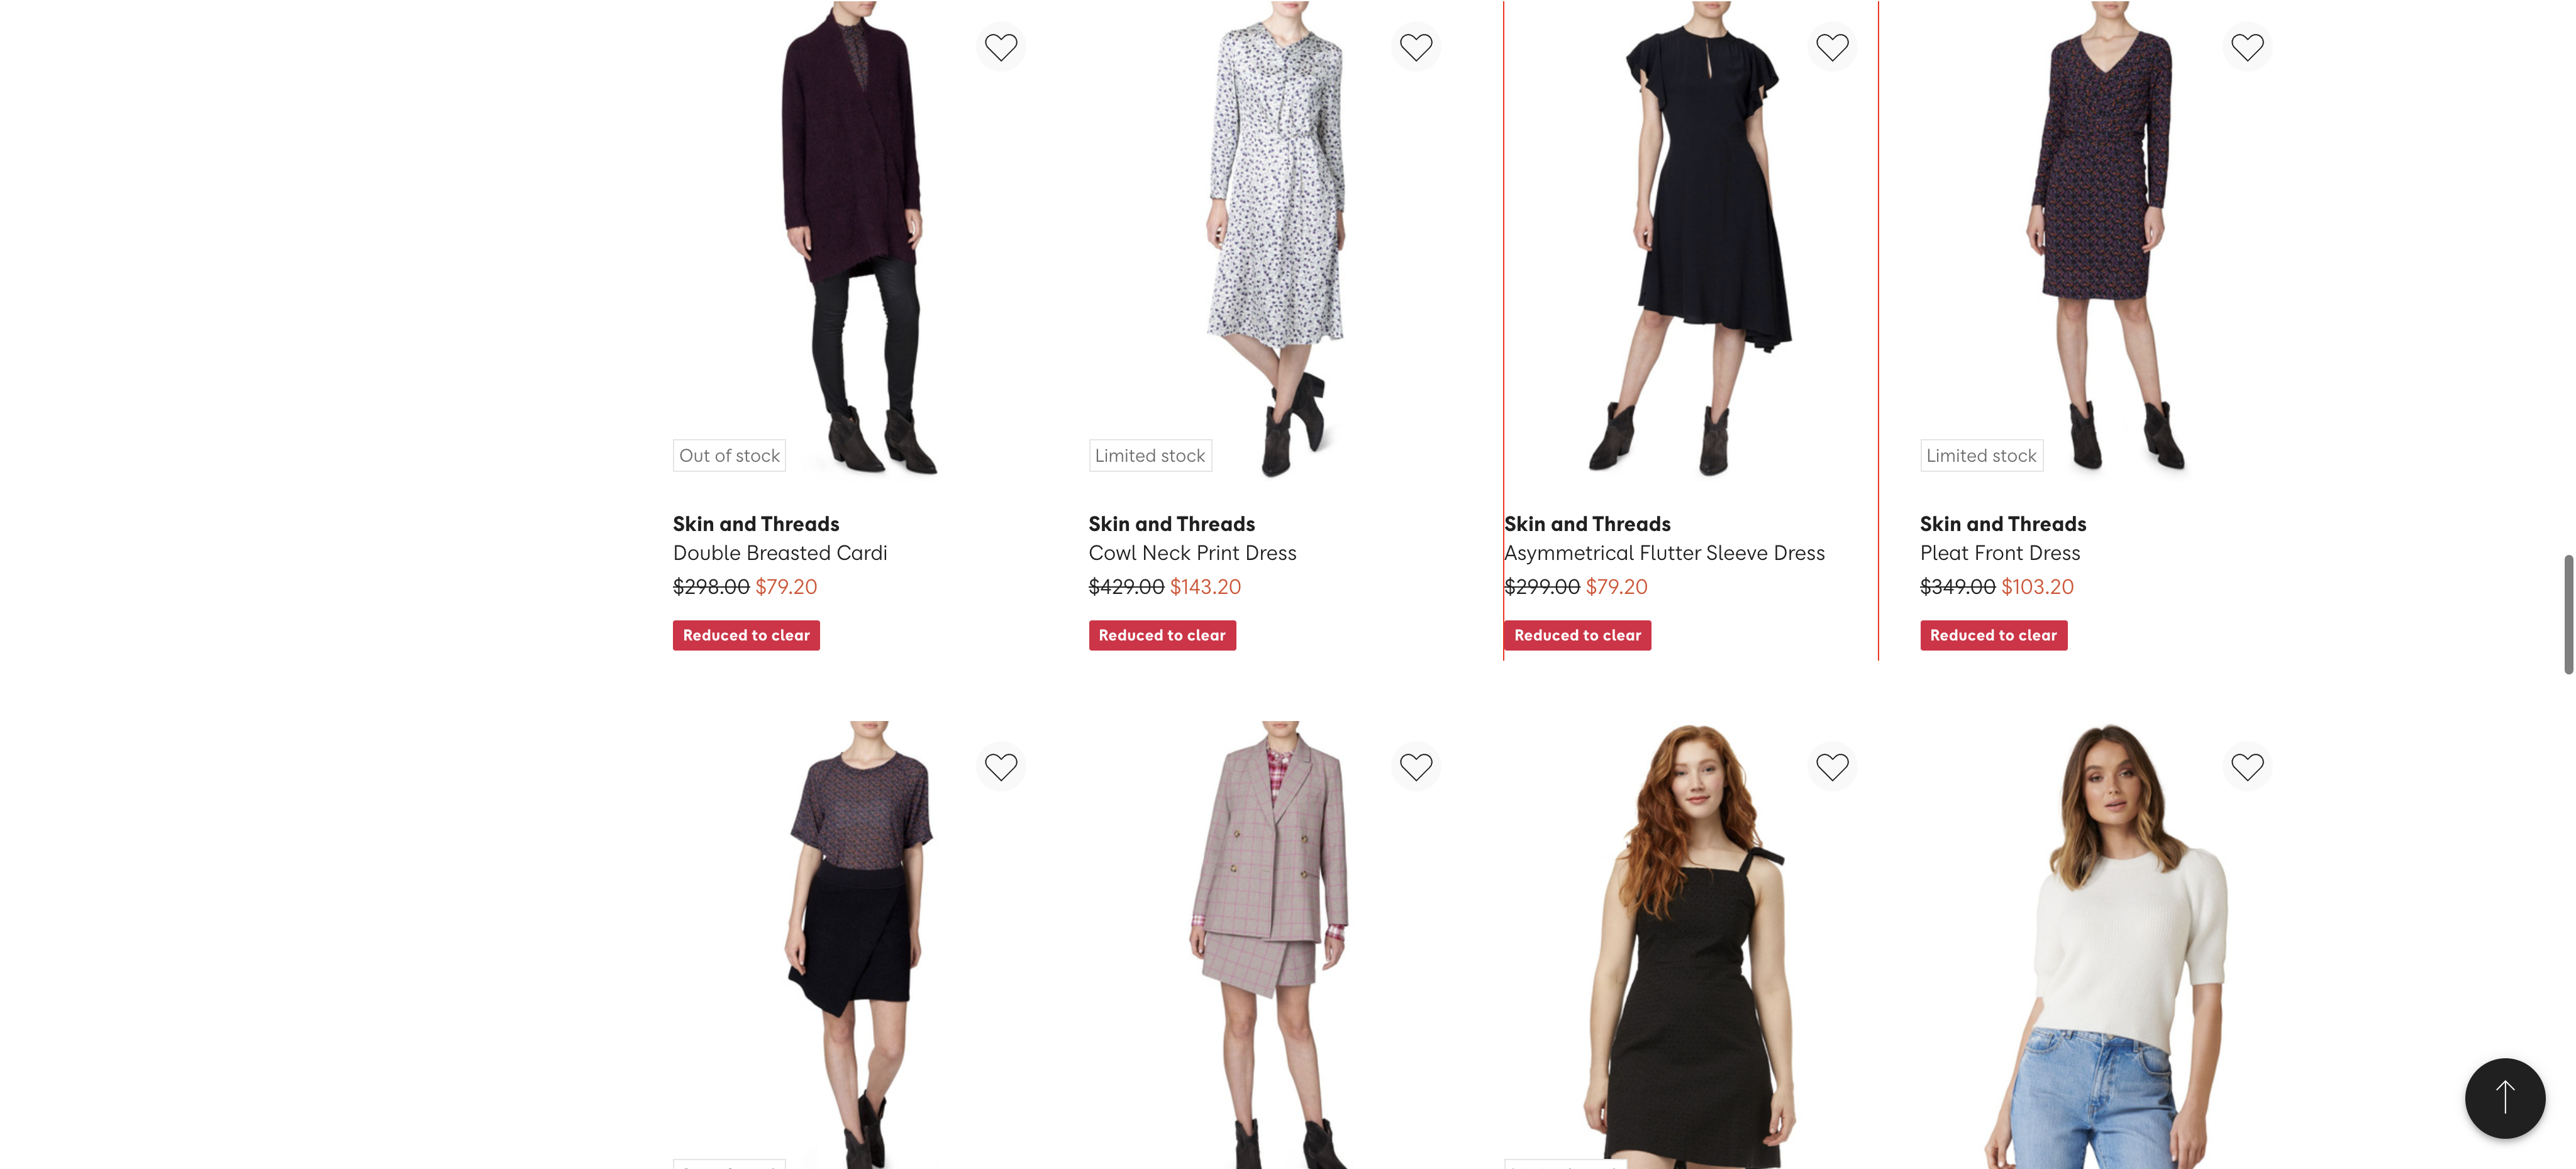 Out of stock
Limited stock
Limited stock
Skin and Threads
Double Breasted Cardi
$298.00 $79.20
Reduced to clear
Skin and Threads
Cowl Neck Print Dress
$429.00 $143.20
Reduced to clear
Skin and Threads
Asymmetrical Flutter Sleeve Dress
$299.00 $79.20
Reduced to clear
Skin and Threads
Pleat Front Dress
$349.00 $103.20
Reduced to clear